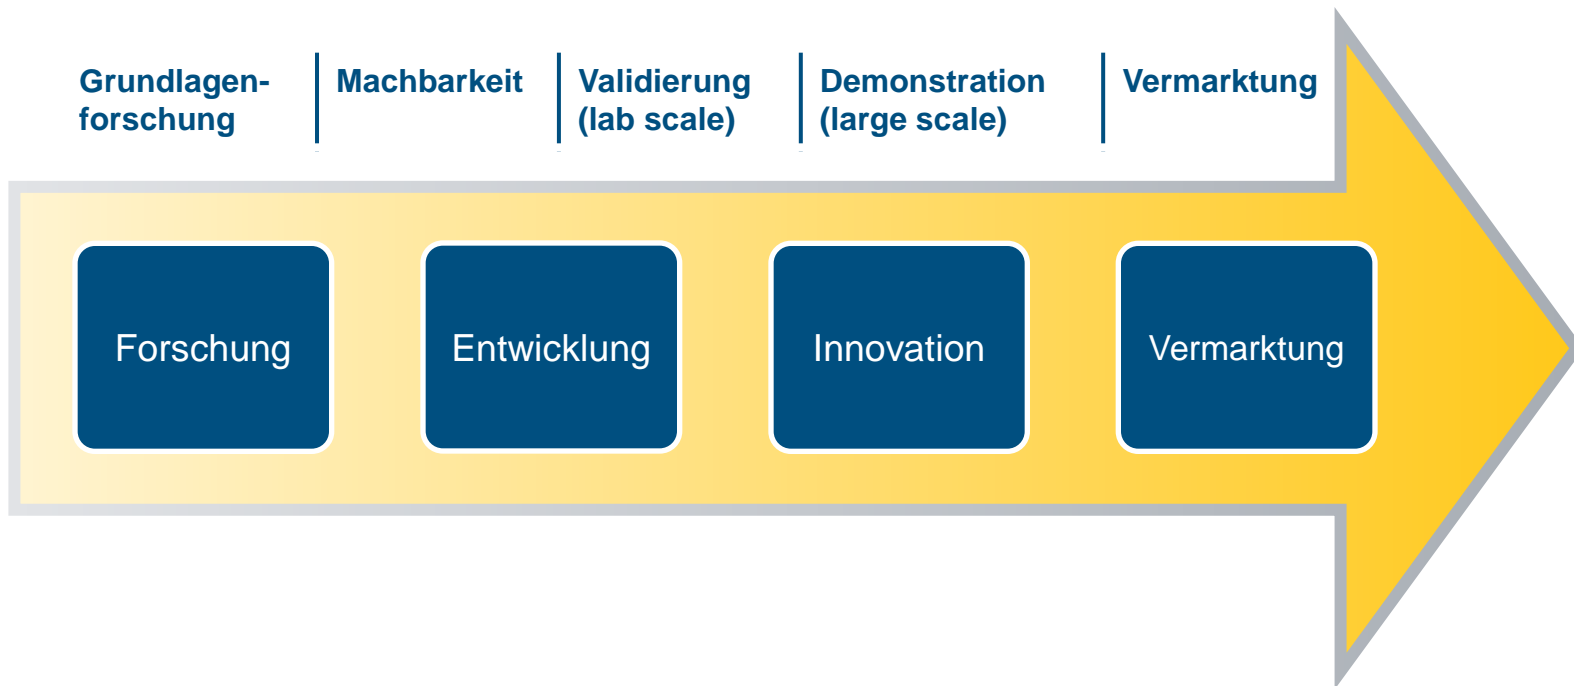 Grundlagen-
forschung
Machbarkeit
Validierung
(lab scale)
Demonstration
(large scale)
Vermarktung
Forschung
Entwicklung
Innovation
Vermarktung